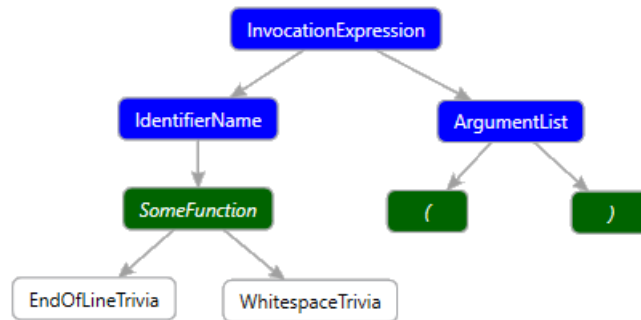 InvocationExpression
IdentifierName
ArgumentList
SomeFunction
(
)
EndOfLineTrivia
WhitespaceTrivia